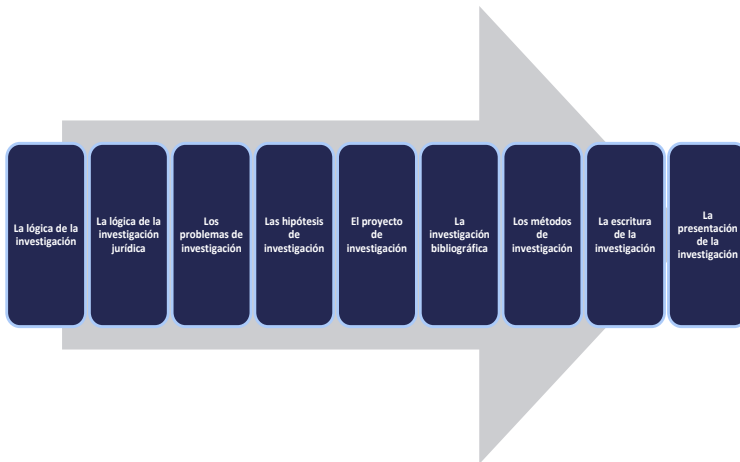 La lógica de la
investigación
La lógica de la
investigación
jurídica
Los
problemas de
investigación
Las hipótesis
de
investigación
El proyecto
de
investigación
La
investigación
bibliográfica
Los métodos
de
investigación
La escritura
de la
investigación
La
presentación
de la
investigación